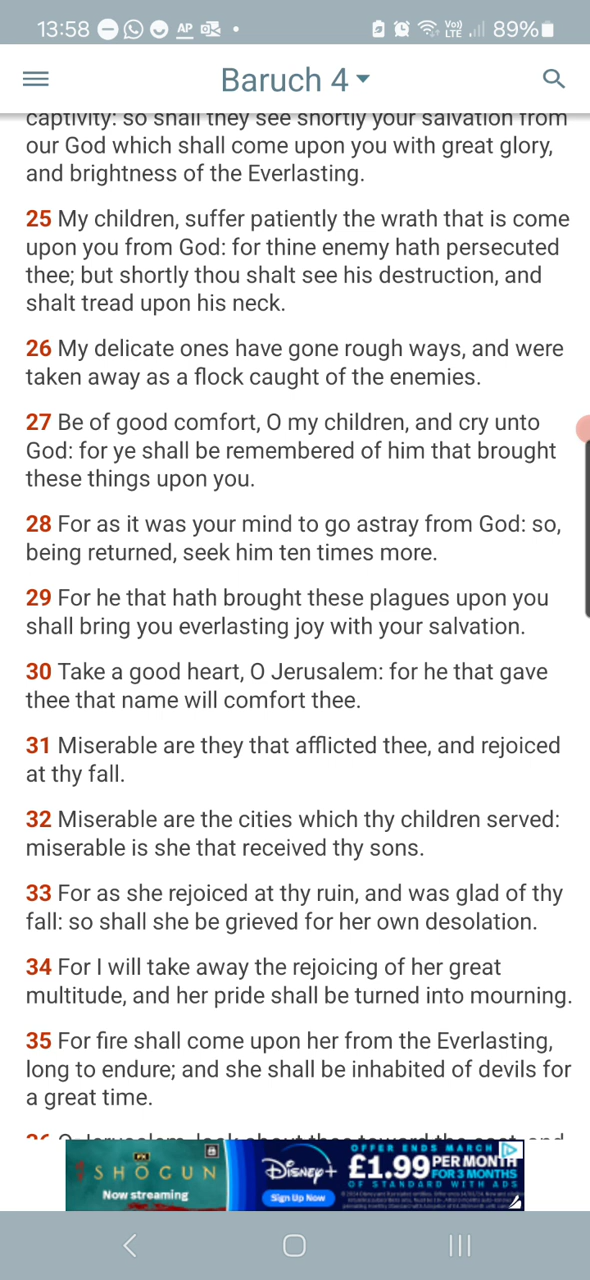 13:58
AP
Vo))
LTE
89%
Baruch 4
captivity: so shall they see shortly your salvation from
our God which shall come upon you with great glory,
and brightness of the Everlasting.
25 My children, suffer patiently the wrath that is come
upon you from God: for thine enemy hath persecuted
thee; but shortly thou shalt see his destruction, and
shalt tread upon his neck.
26 My delicate ones have gone rough ways, and were
taken away as a flock caught of the enemies.
27 Be of good comfort, O my children, and cry unto
God: for ye shall be remembered of him that brought
these things upon you.
28 For as it was your mind to go astray from God: so,
being returned, seek him ten times more.
29 For he that hath brought these plagues upon you
shall bring you everlasting joy with your salvation.
30 Take a good heart, O Jerusalem: for he that gave
thee that name will comfort thee.
31 Miserable are they that afflicted thee, and rejoiced
at thy fall.
32 Miserable are the cities which thy children served:
miserable is she that received thy sons.
33 For as she rejoiced at thy ruin, and was glad of thy
fall: so shall she be grieved for her own desolation.
34 For I will take away the rejoicing of her great
multitude, and her pride shall be turned into mourning.
35 For fire shall come upon her from the Everlasting,
long to endure; and she shall be inhabited of devils for
a great time.
FX
SHŌGUN
Now streaming
Disney+
Sign Up Now
OFFER ENDS MARCH
£1.99 PER MONTH
FOR 3 MONTHS
OF STANDARD WITH ADS